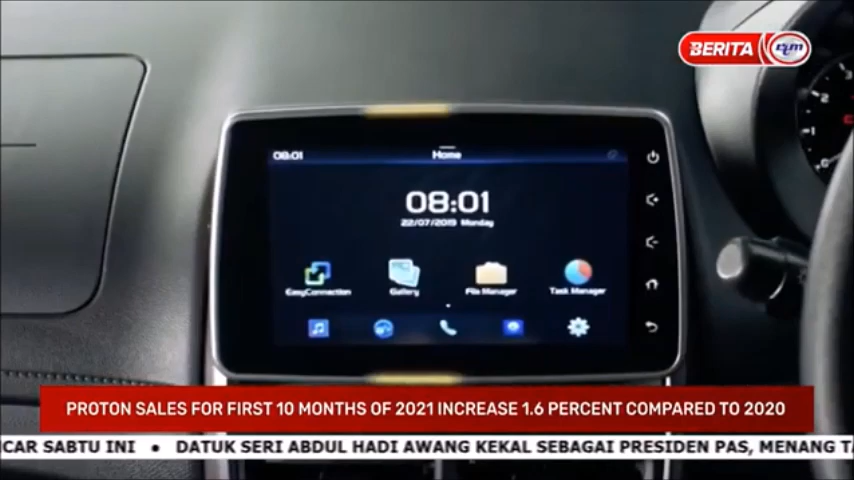 BERITA rtm
08:01 Home
08:01
22/07/2019 Monday
EasyConnection Gallery File Manager Task Manager
PROTON SALES FOR FIRST 10 MONTHS OF 2021 INCREASE 1.6 PERCENT COMPARED TO 2020
SABTU INI • DATUK SERI ABDUL HADI AWANG KEKAL SEBAGAI PRESIDEN PAS, MENANG